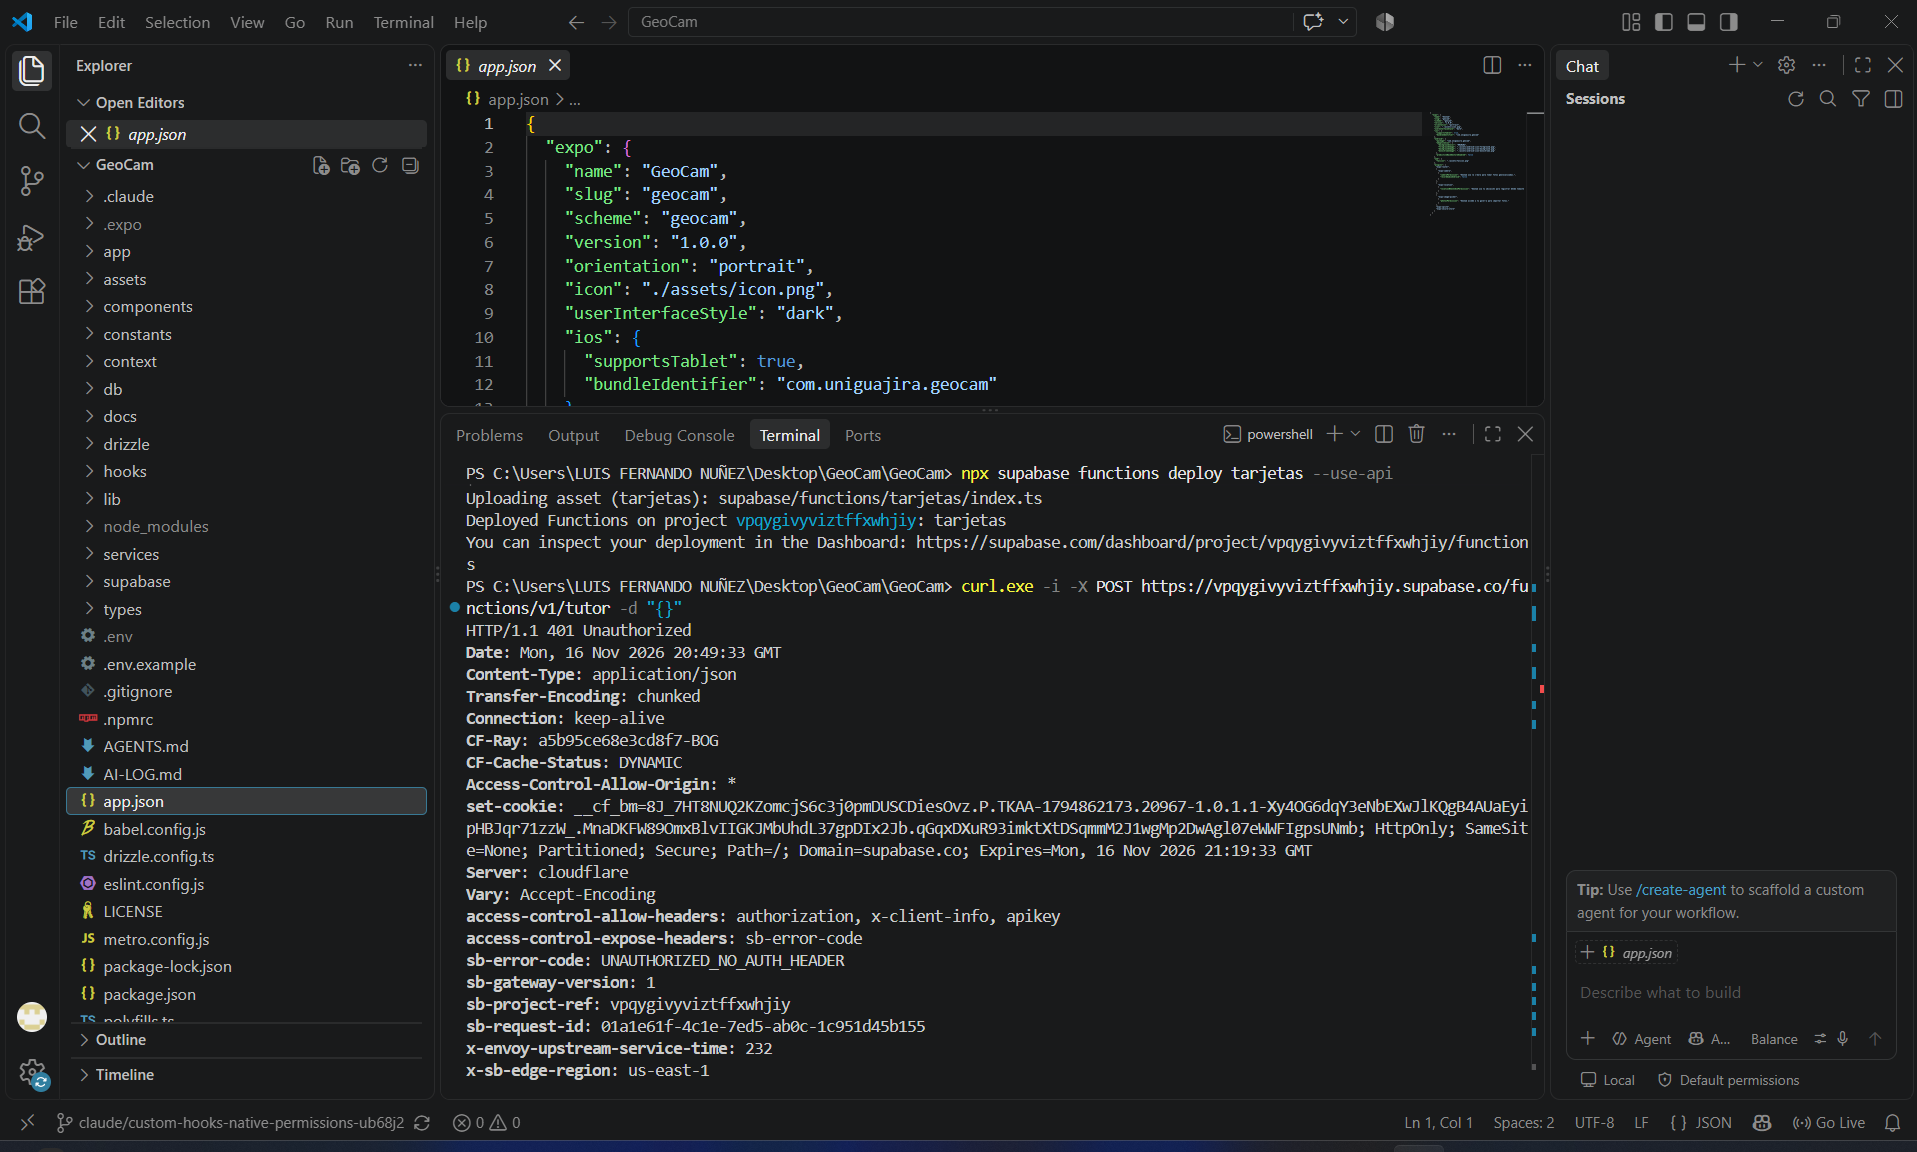 File Edit Selection View Go Run Terminal Help
GeoCam
Explorer
Open Editors
app.json
GeoCam
.claude
.expo
app
assets
components
constants
context
db
docs
drizzle
hooks
lib
node_modules
services
supabase
types
.env
.env.example
.gitignore
.npmrc
AGENTS.md
AI-LOG.md
app.json
babel.config.js
TS drizzle.config.ts
eslint.config.js
LICENSE
JS metro.config.js
package-lock.json
package.json
TS polyfills.ts
Outline
Timeline
{} app.json
{} app.json > ...
1 {
2 "expo": {
3 "name": "GeoCam",
4 "slug": "geocam",
5 "scheme": "geocam",
6 "version": "1.0.0",
7 "orientation": "portrait",
8 "icon": "./assets/icon.png",
9 "userInterfaceStyle": "dark",
10 "ios": {
11 "supportsTablet": true,
12 "bundleIdentifier": "com.uniguajira.geocam"
13 }
Problems Output Debug Console Terminal Ports
powershell
PS C:\Users\LUIS FERNANDO NUÑEZ\Desktop\GeoCam\GeoCam> npx supabase functions deploy tarjetas --use-api
Uploading asset (tarjetas): supabase/functions/tarjetas/index.ts
Deployed Functions on project vpqygivyviztffxwhjiy: tarjetas
You can inspect your deployment in the Dashboard: https://supabase.com/dashboard/project/vpqygivyviztffxwhjiy/function
s
PS C:\Users\LUIS FERNANDO NUÑEZ\Desktop\GeoCam\GeoCam> curl.exe -i -X POST https://vpqygivyviztffxwhjiy.supabase.co/fu
nctions/v1/tutor -d "{}"
HTTP/1.1 401 Unauthorized
Date: Mon, 16 Nov 2026 20:49:33 GMT
Content-Type: application/json
Transfer-Encoding: chunked
Connection: keep-alive
CF-Ray: a5b95ce68e3cd8f7-BOG
CF-Cache-Status: DYNAMIC
Access-Control-Allow-Origin: *
set-cookie: __cf_bm=8J_7HT8NUQ2KZomcjS6c3j0pmDUSCDiesOvz.P.TKAA-1794862173.20967-1.0.1.1-Xy4OG6dqY3eNbEXwJlKQgB4AUaEyi
pHBJqr71zzW_.MnaDKFW89OmxBlvIIGKJMbUhdL37gpDIx2Jb.qGqxDXuR93imktXtDSqmmM2J1wgMp2DwAgl07eWWFIgpsUNmb; HttpOnly; SameSit
e=None; Partitioned; Secure; Path=/; Domain=supabase.co; Expires=Mon, 16 Nov 2026 21:19:33 GMT
Server: cloudflare
Vary: Accept-Encoding
access-control-allow-headers: authorization, x-client-info, apikey
access-control-expose-headers: sb-error-code
sb-error-code: UNAUTHORIZED_NO_AUTH_HEADER
sb-gateway-version: 1
sb-project-ref: vpqygivyviztffxwhjiy
sb-request-id: 01a1e61f-4c1e-7ed5-ab0c-1c951d45b155
x-envoy-upstream-service-time: 232
x-sb-edge-region: us-east-1
Chat
Sessions
Tip: Use /create-agent to scaffold a custom
agent for your workflow.
{} app.json
Describe what to build
Agent A... Balance
Local Default permissions
claude/custom-hooks-native-permissions-ub68j2 0 0 Ln 1, Col 1 Spaces: 2 UTF-8 LF {} JSON Go Live